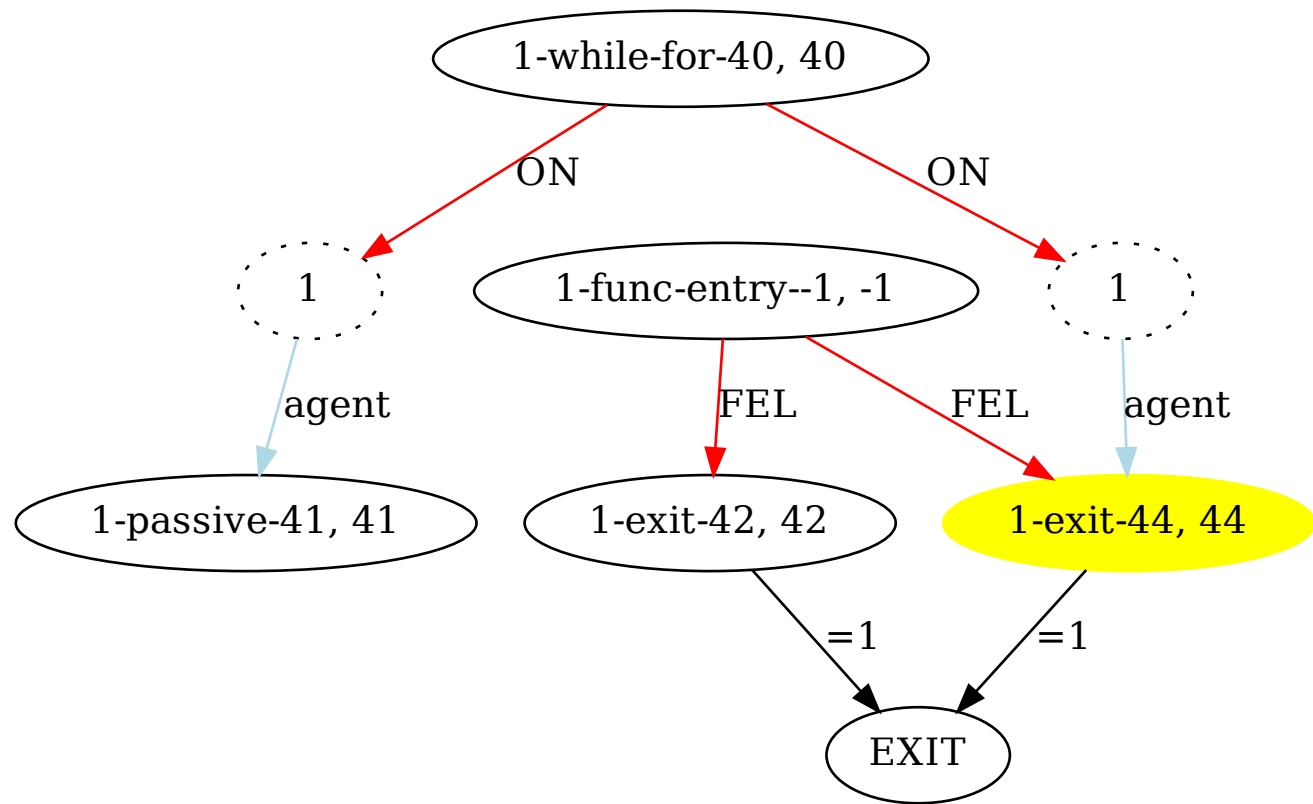 1-while-for-40, 40
ON
ON
1
1-func-entry--1, -1
1
agent
FEL
FEL
agent
1-passive-41, 41
1-exit-42, 42
1-exit-44, 44
=1
=1
EXIT